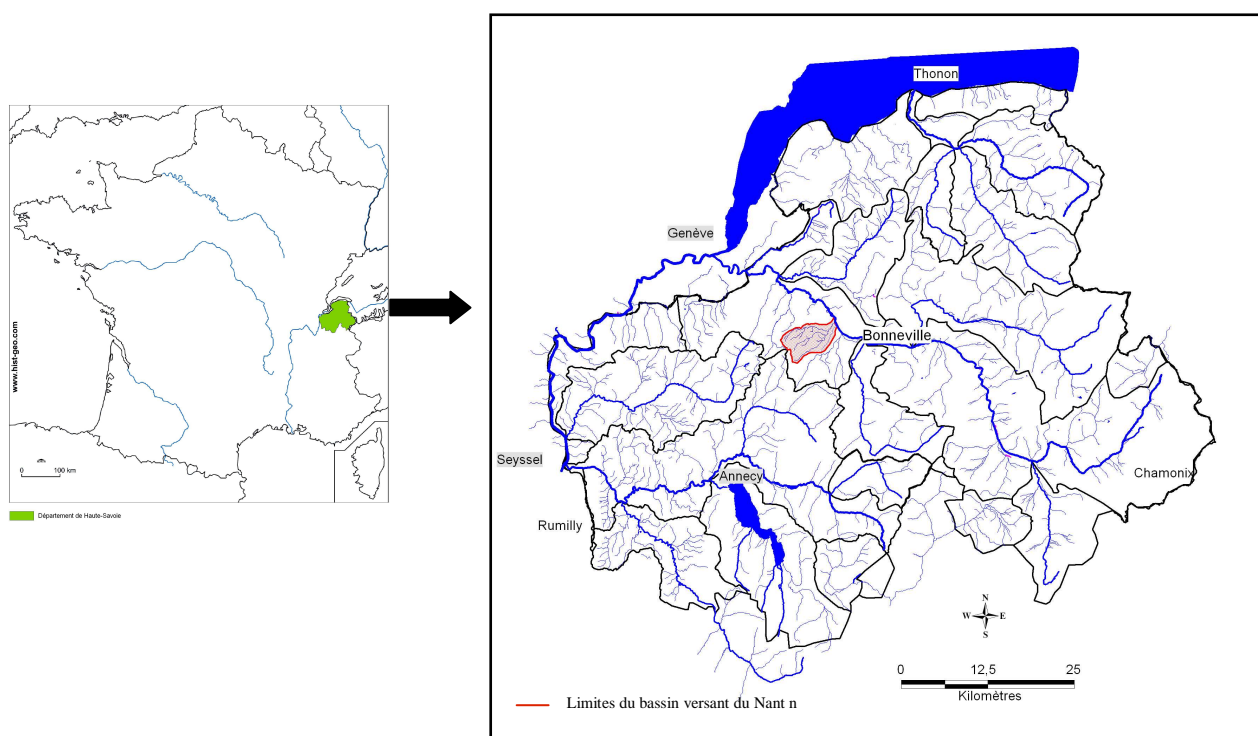 www.hist-geo.com
0 100 km
Département de Haute-Savoie
Thonon
Genève
Bonneville
Seyssel
Annecy
Chamonix
Rumilly
N
W E
S
0 12,5 25
Kilomètres
Limites du bassin versant du Nant n